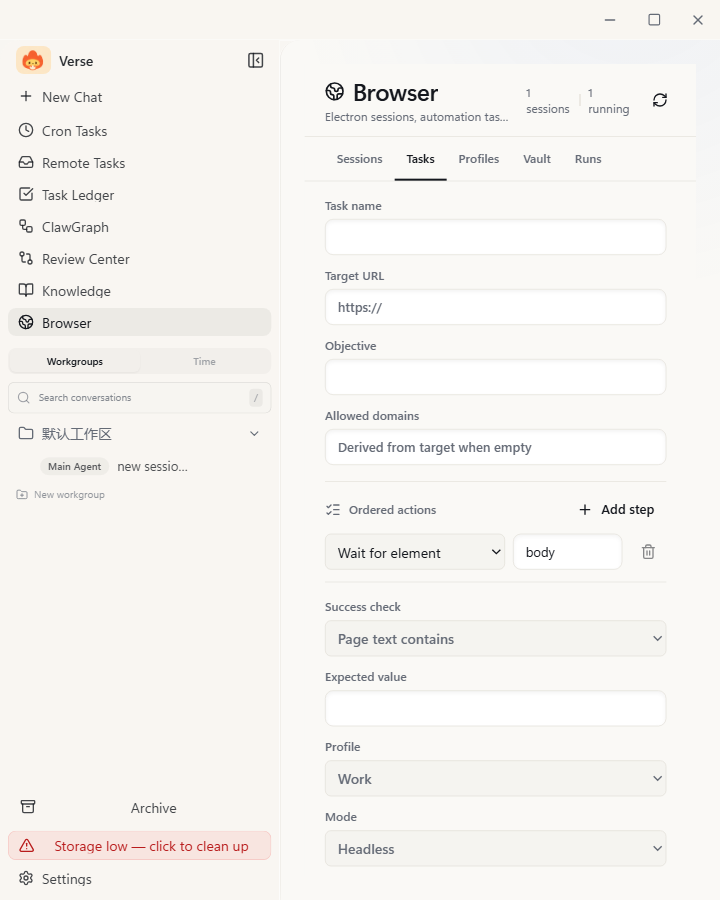 Verse
New Chat
Cron Tasks
Remote Tasks
Task Ledger
ClawGraph
Review Center
Knowledge
Browser
Workgroups
Time
Search conversations
/
默认工作区
Main Agent
new sessio...
New workgroup
Archive
Storage low — click to clean up
Settings
Browser
Electron sessions, automation tas...
1
sessions
1
running
Sessions
Tasks
Profiles
Vault
Runs
Task name
Target URL
https://
Objective
Allowed domains
Derived from target when empty
Ordered actions
Add step
Wait for element
body
Success check
Page text contains
Expected value
Profile
Work
Mode
Headless